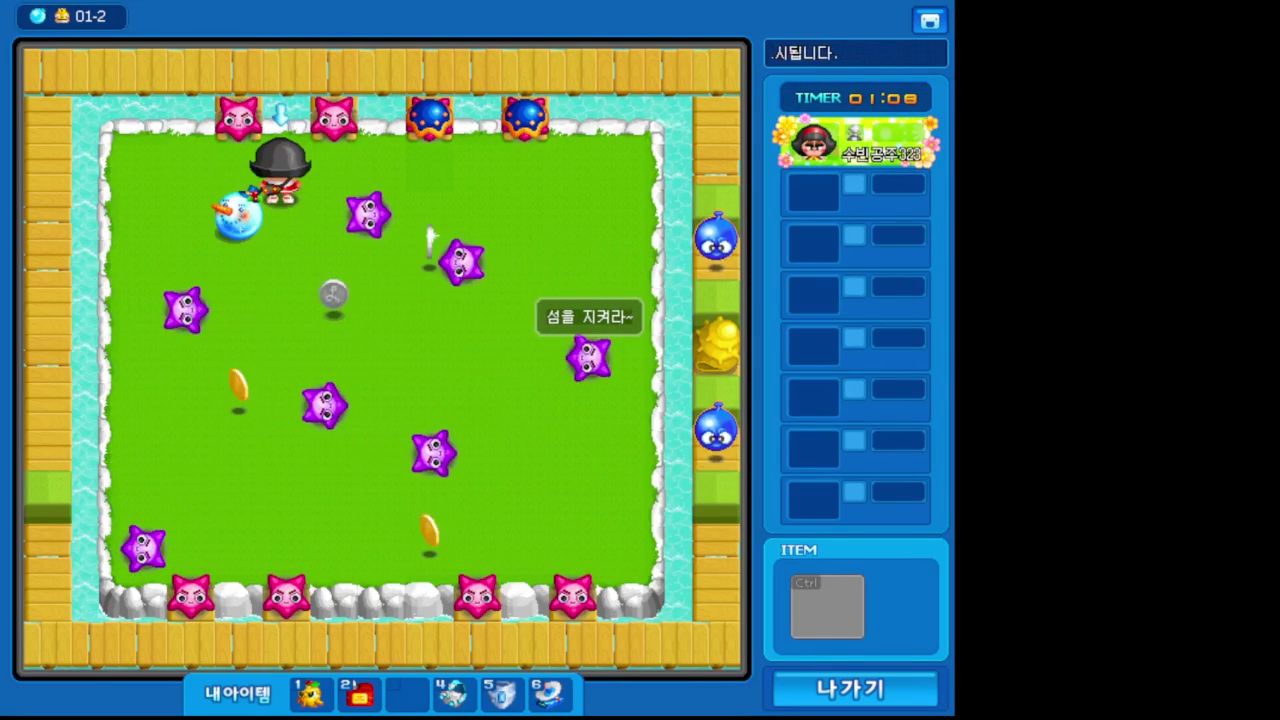 01-2
.시됩니다.
TIMER 01:06
수빈공주323
섬을 지켜라~
ITEM
Ctrl
내아이템
1
2
4
5
6
나가기